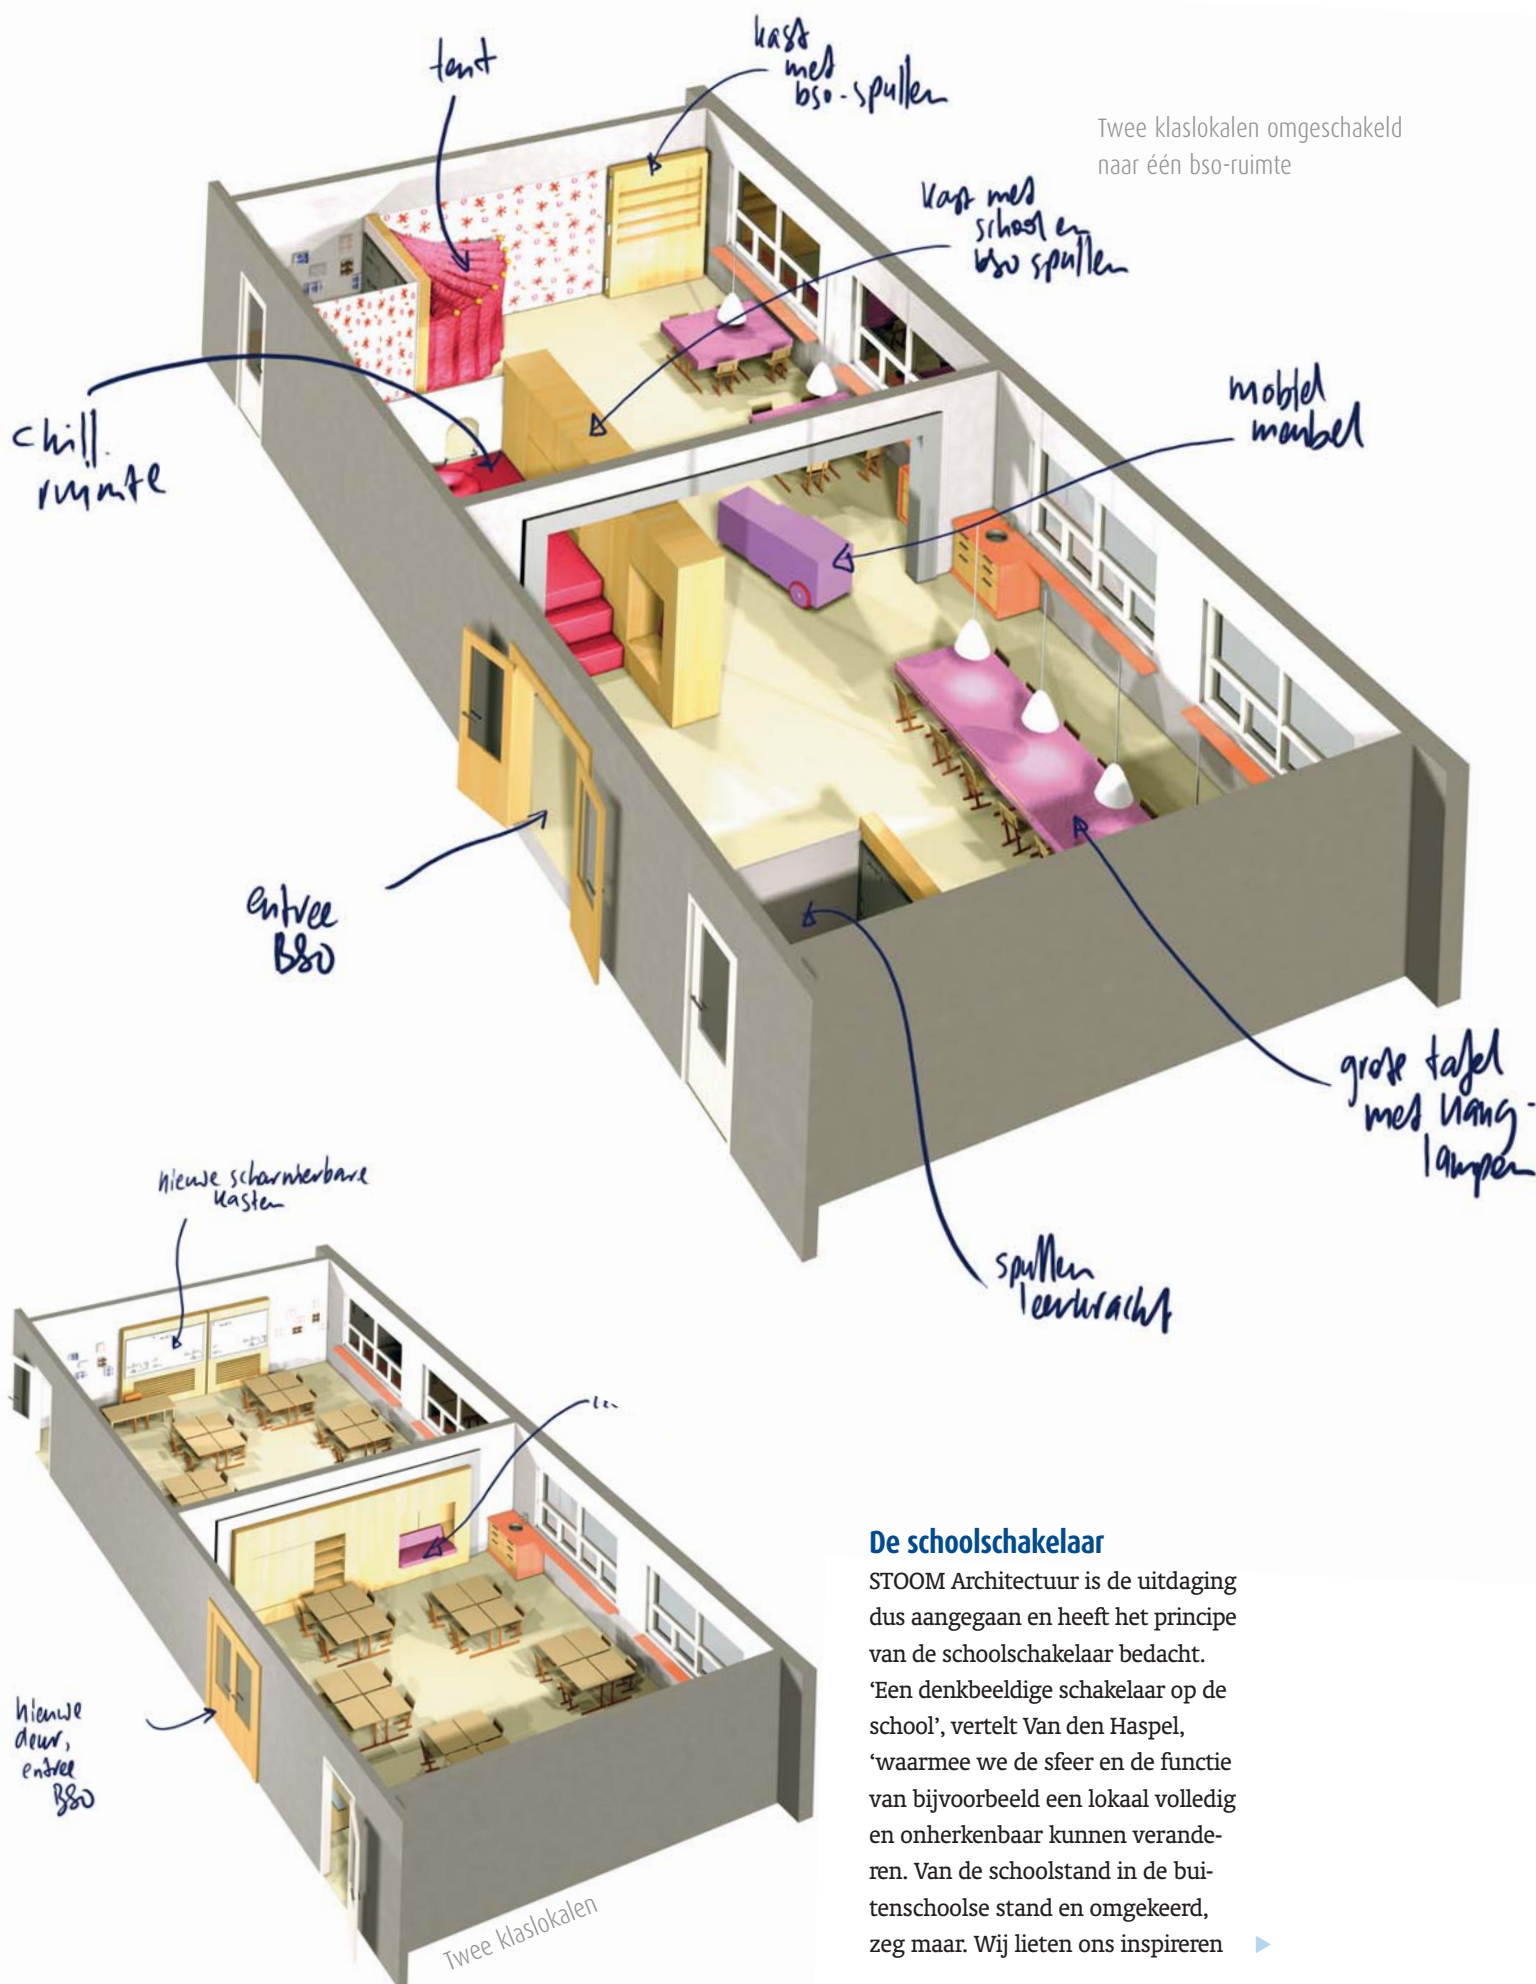 tent
kast
met
bso-spullen
Twee klaslokalen omgeschakeld
naar één bso-ruimte
kast met
school en
bso spullen
chill
ruimte
mobiel
meubel
entree
BSO
grote tafel
met hang-
lampen
spullen
leerkracht
nieuwe scharnierbare
kasten
nieuwe
deur,
entree
BSO
Twee klaslokalen
De schoolschakelaar
STOOM Architectuur is de uitdaging
dus aangegaan en heeft het principe
van de schoolschakelaar bedacht.
‘Een denkbeeldige schakelaar op de
school’, vertelt Van den Haspel,
‘waarmee we de sfeer en de functie
van bijvoorbeeld een lokaal volledig
en onherkenbaar kunnen verande-
ren. Van de schoolstand in de bui-
tenschoolse stand en omgekeerd,
zeg maar. Wij lieten ons inspireren